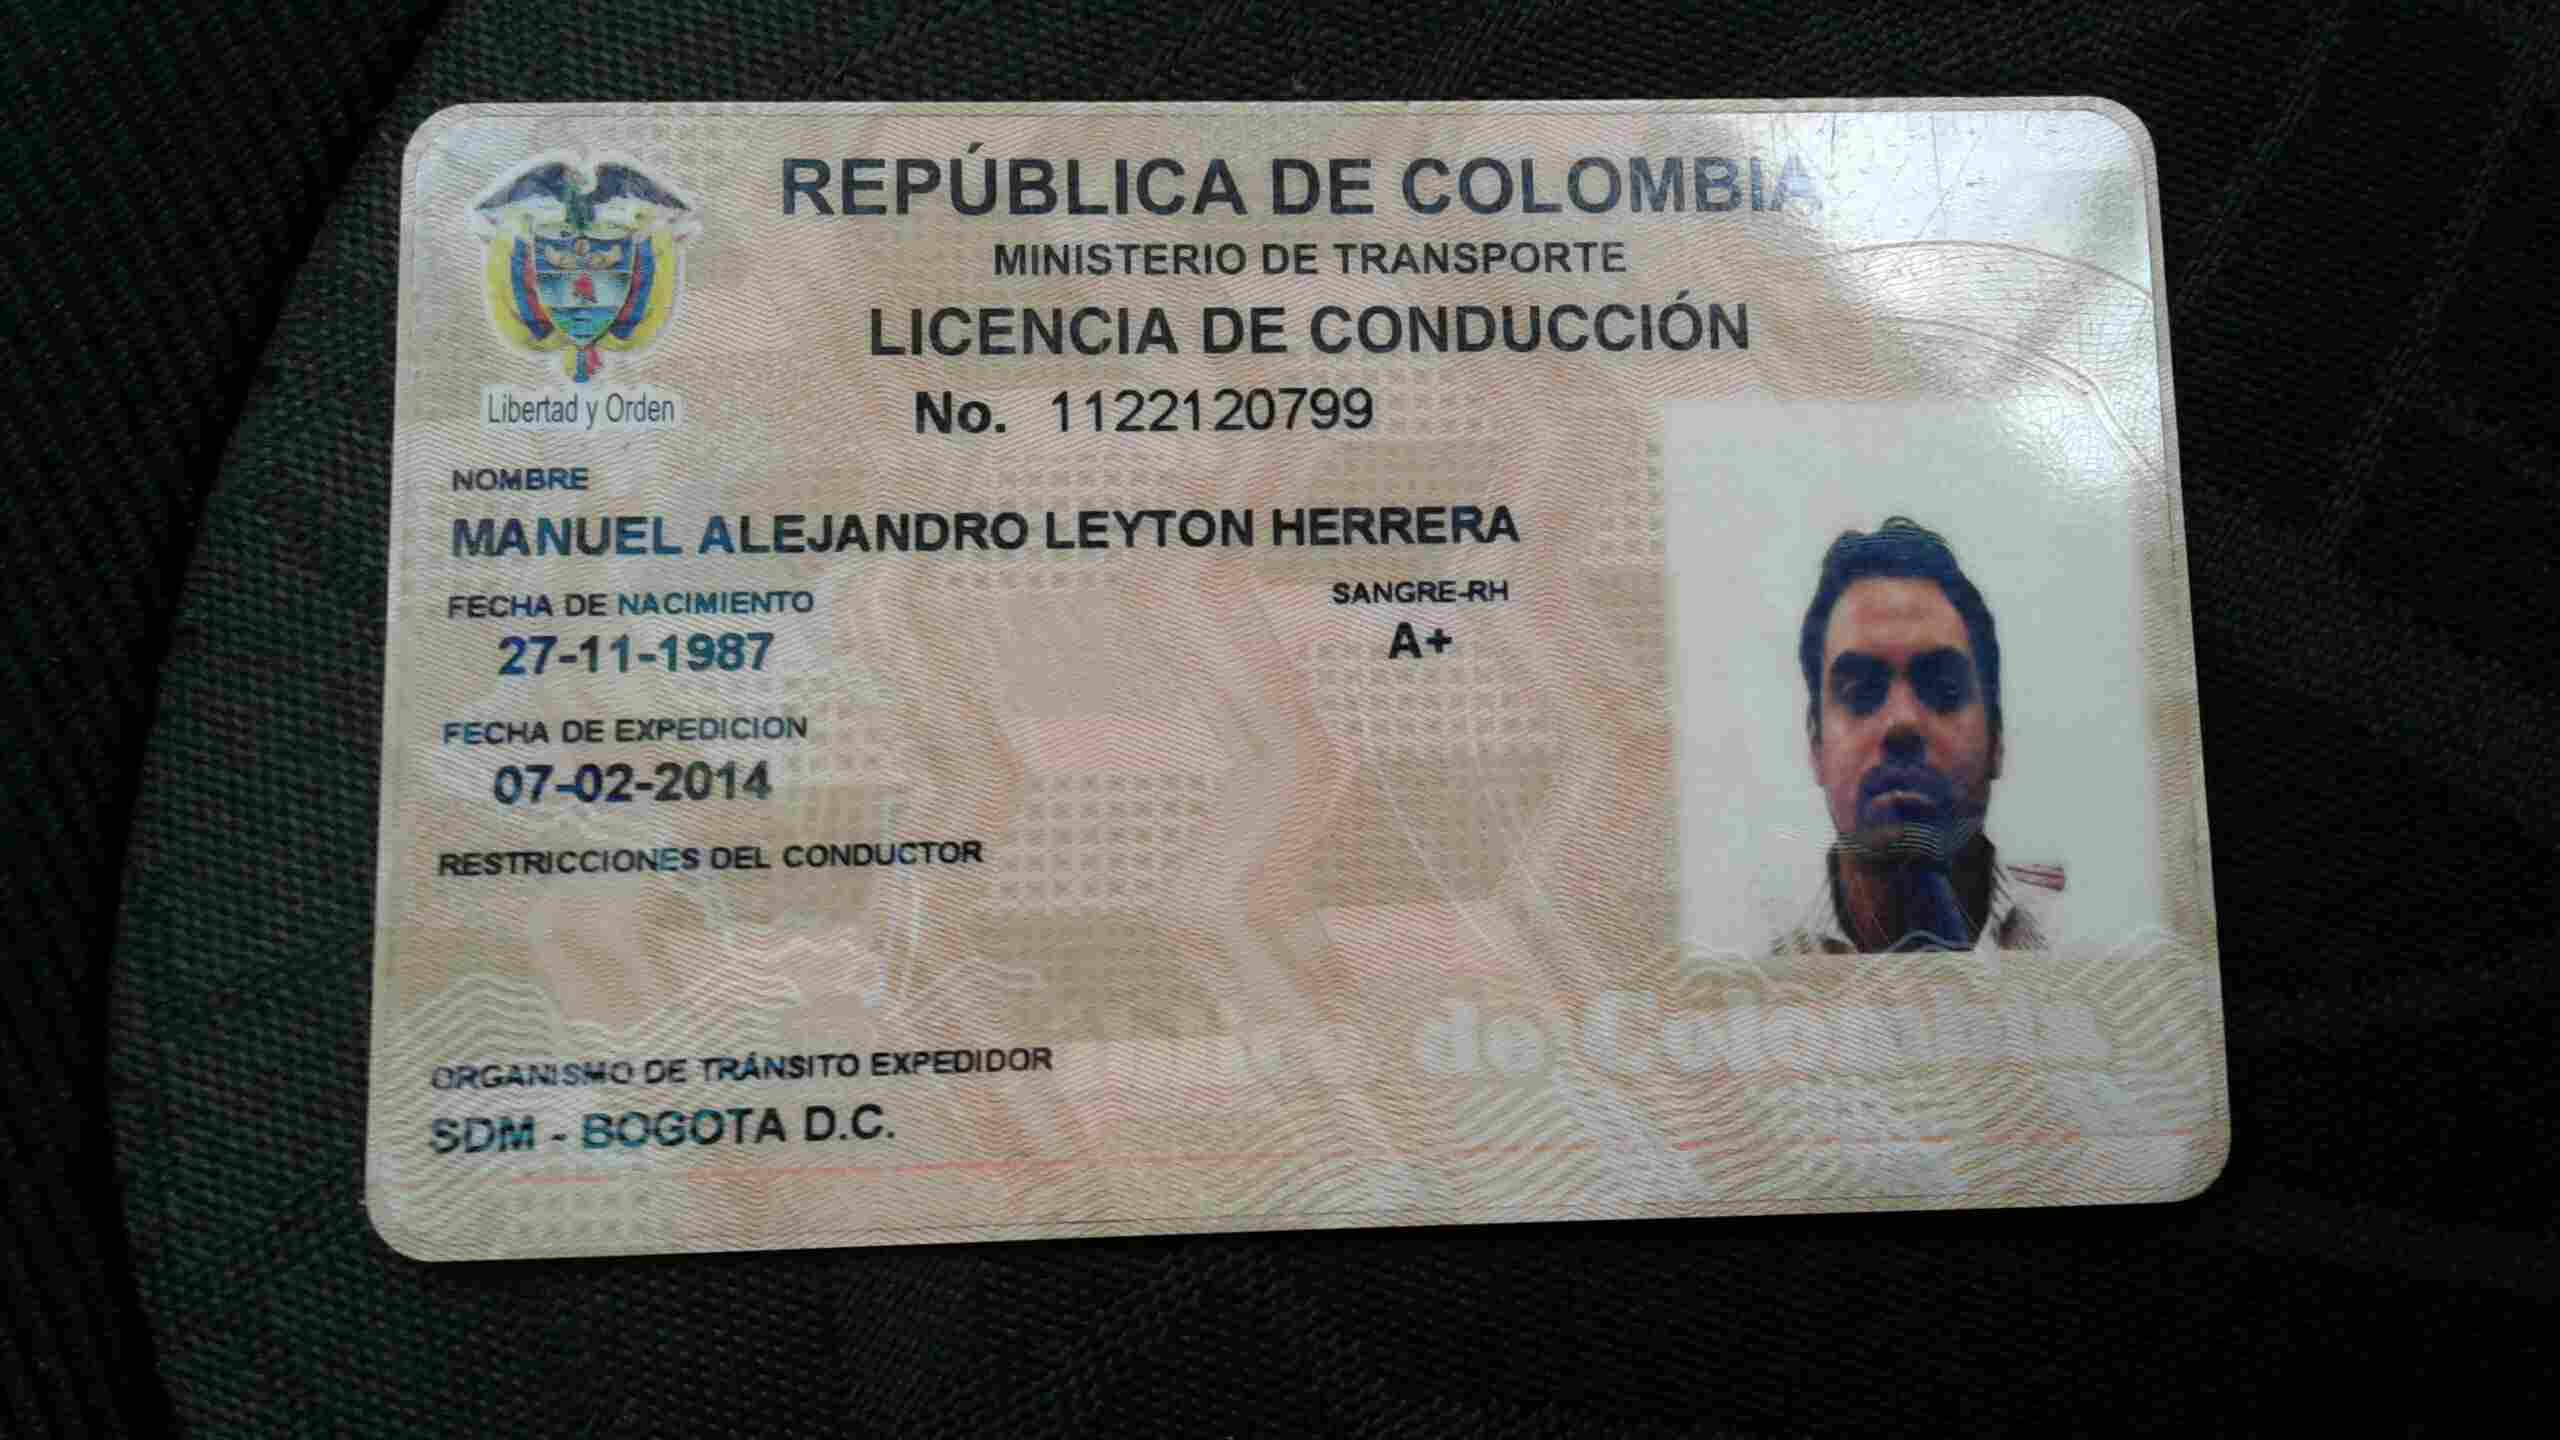 REPÚBLICA DE COLOMBIA
MINISTERIO DE TRANSPORTE
LICENCIA DE CONDUCCIÓN
No. 1122120799
Libertad y Orden
NOMBRE
MANUEL ALEJANDRO LEYTON HERRERA
FECHA DE NACIMIENTO
27-11-1987
SANGRE-RH
A+
FECHA DE EXPEDICION
07-02-2014
RESTRICCIONES DEL CONDUCTOR
de Colombia
ORGANISMO DE TRÁNSITO EXPEDIDOR
SDM - BOGOTA D.C.